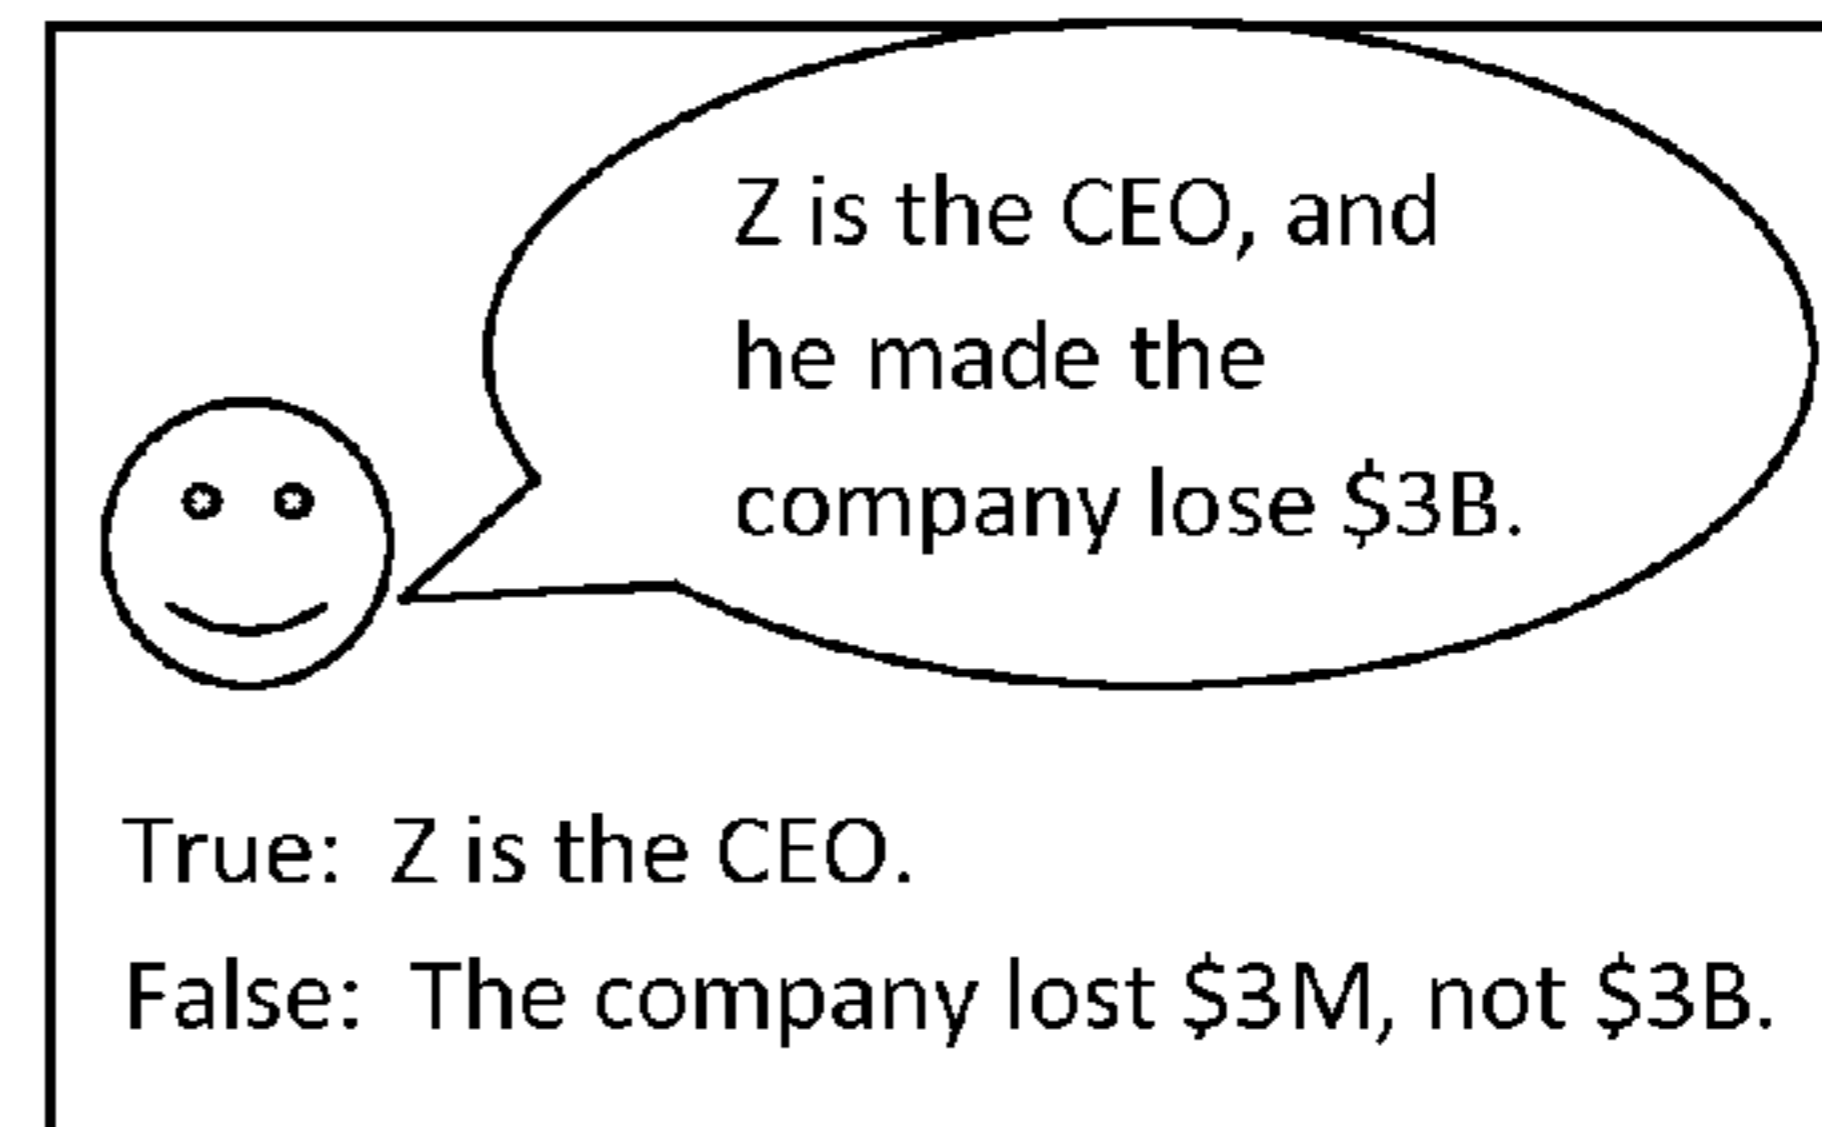 Z is the CEO, and
he made the
company lose $3B.
True: Z is the CEO.
False: The company lost $3M, not $3B.